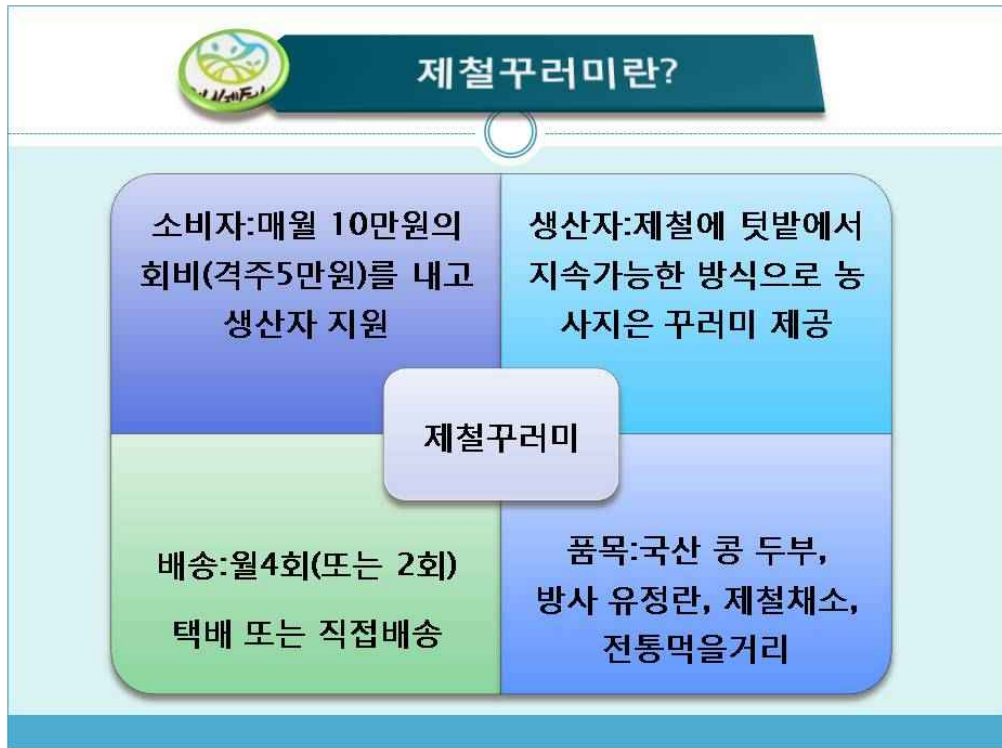 제철꾸러미란?
소비자:매월 10만원의
회비(격주5만원)를 내고
생산자 지원
생산자:제철에 텃밭에서
지속가능한 방식으로 농
사지은 꾸러미 제공
제철꾸러미
배송:월4회(또는 2회)
택배 또는 직접배송
품목:국산 콩 두부,
방사 유정란, 제철채소,
전통먹을거리